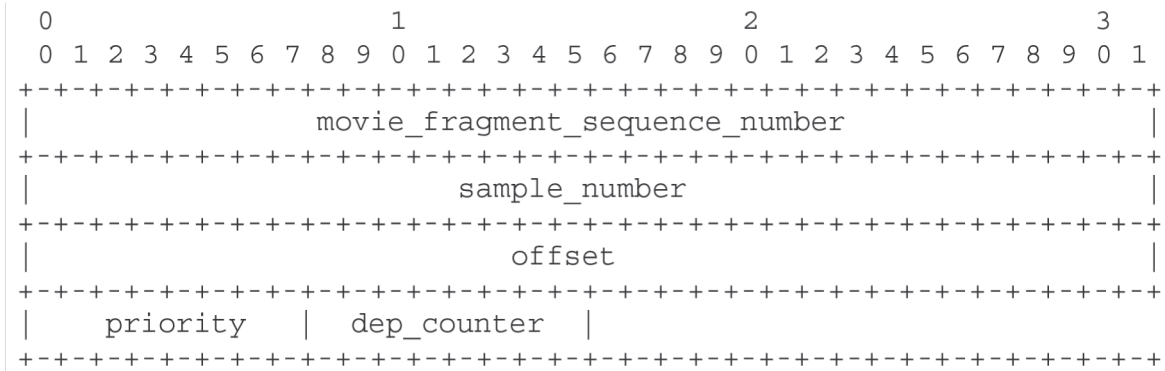 0                   1                   2                   3
 0 1 2 3 4 5 6 7 8 9 0 1 2 3 4 5 6 7 8 9 0 1 2 3 4 5 6 7 8 9 0 1
+-+-+-+-+-+-+-+-+-+-+-+-+-+-+-+-+-+-+-+-+-+-+-+-+-+-+-+-+-+-+-+-+
|                movie_fragment_sequence_number                 |
+-+-+-+-+-+-+-+-+-+-+-+-+-+-+-+-+-+-+-+-+-+-+-+-+-+-+-+-+-+-+-+-+
|                        sample_number                          |
+-+-+-+-+-+-+-+-+-+-+-+-+-+-+-+-+-+-+-+-+-+-+-+-+-+-+-+-+-+-+-+-+
|                           offset                              |
+-+-+-+-+-+-+-+-+-+-+-+-+-+-+-+-+-+-+-+-+-+-+-+-+-+-+-+-+-+-+-+-+
|    priority   |  dep_counter  |
+-+-+-+-+-+-+-+-+-+-+-+-+-+-+-+-+-+-+-+-+-+-+-+-+-+-+-+-+-+-+-+-+